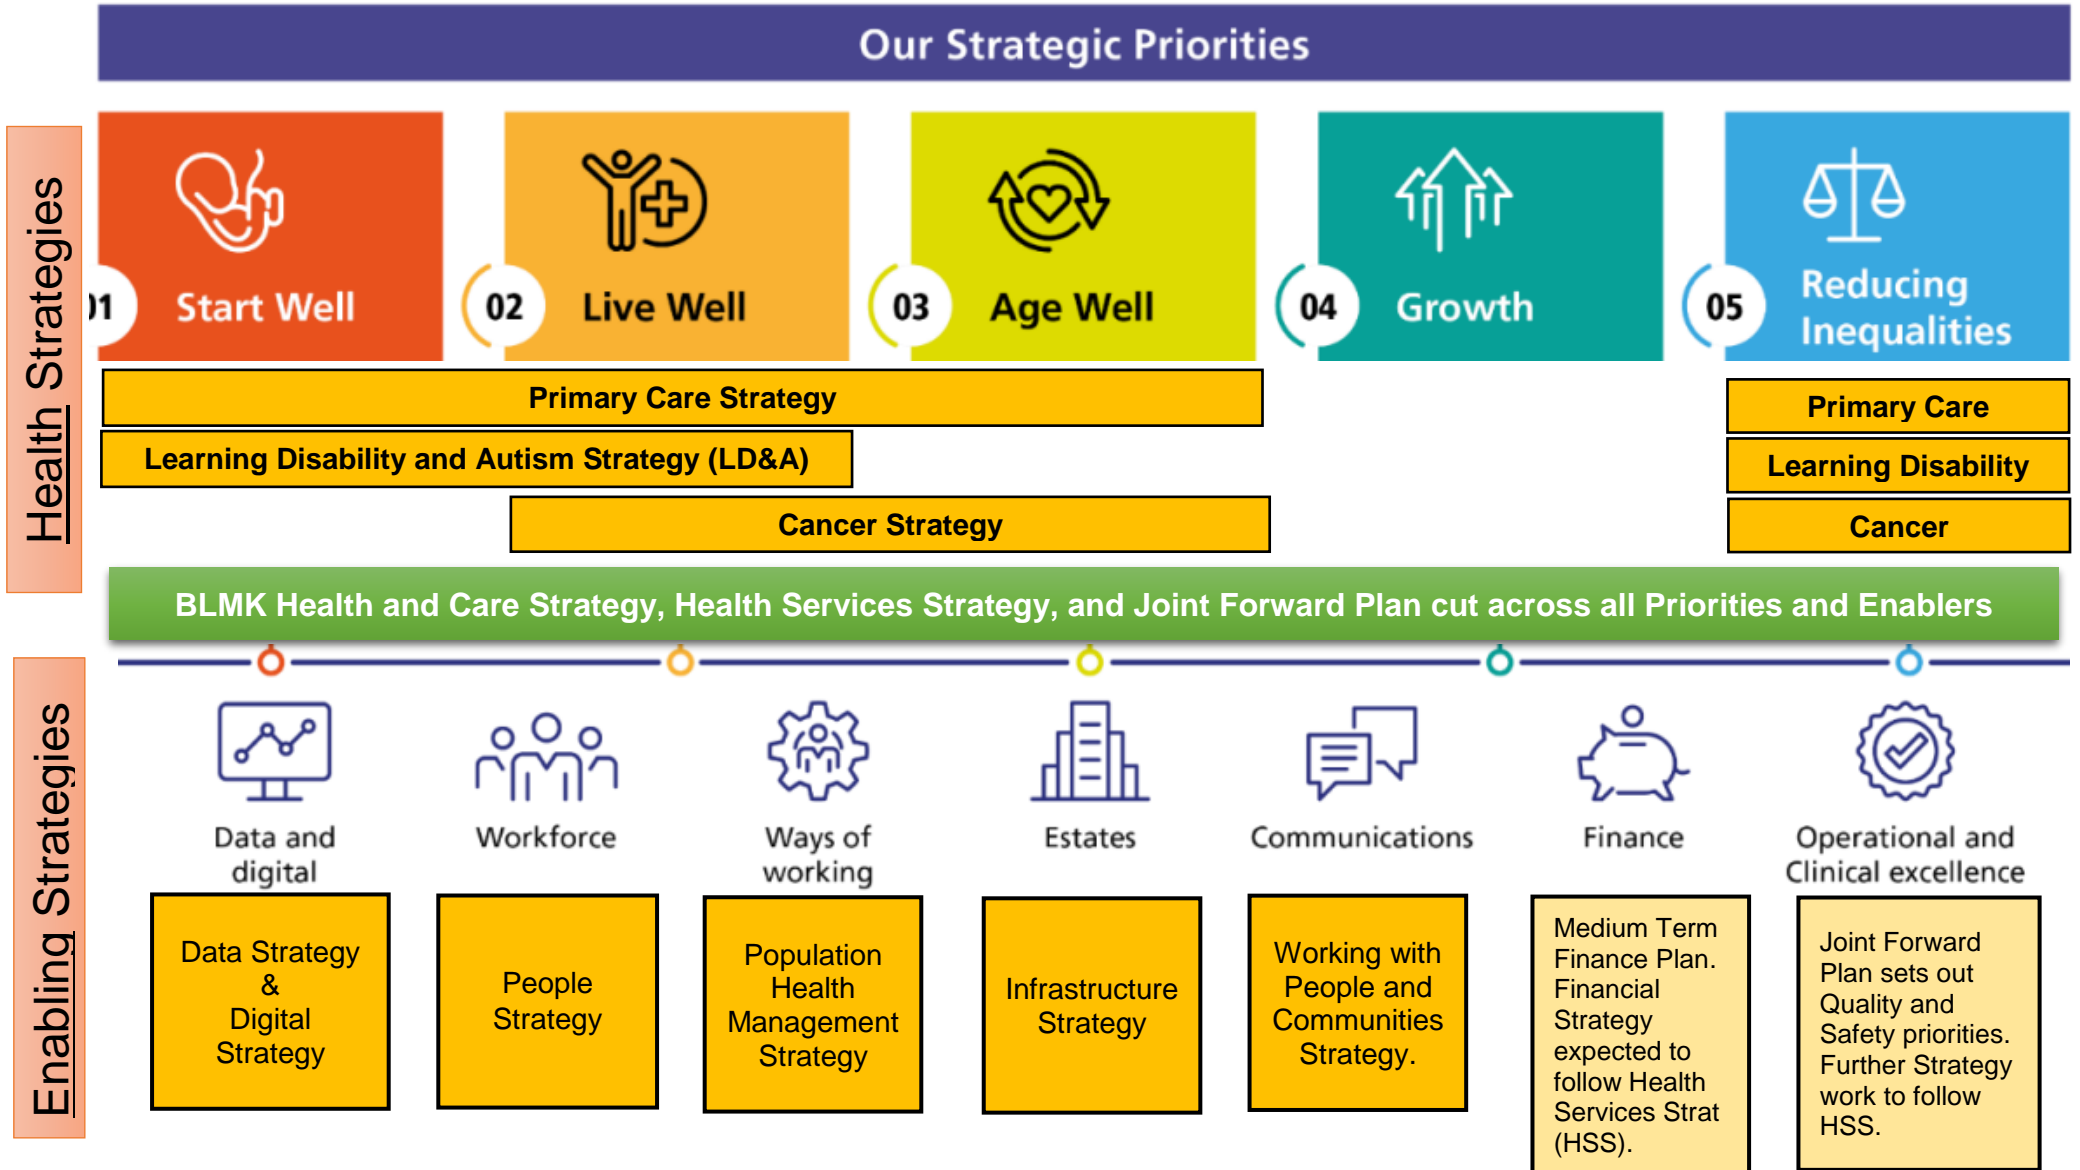 Our Strategic Priorities
Health Strategies
01
Start Well
02
Live Well
03
Age Well
04
Growth
05
Reducing
Inequalities
Primary Care Strategy
Primary Care
Learning Disability and Autism Strategy (LD&A)
Learning Disability
Cancer Strategy
Cancer
BLMK Health and Care Strategy, Health Services Strategy, and Joint Forward Plan cut across all Priorities and Enablers
Enabling Strategies
Data and
digital
Workforce
Ways of
working
Estates
Communications
Finance
Operational and
Clinical excellence
Data Strategy
&
Digital
Strategy
People
Strategy
Population
Health
Management
Strategy
Infrastructure
Strategy
Working with
People and
Communities
Strategy.
Medium Term
Finance Plan.
Financial
Strategy
expected to
follow Health
Services Strat
(HSS).
Joint Forward
Plan sets out
Quality and
Safety priorities.
Further Strategy
work to follow
HSS.